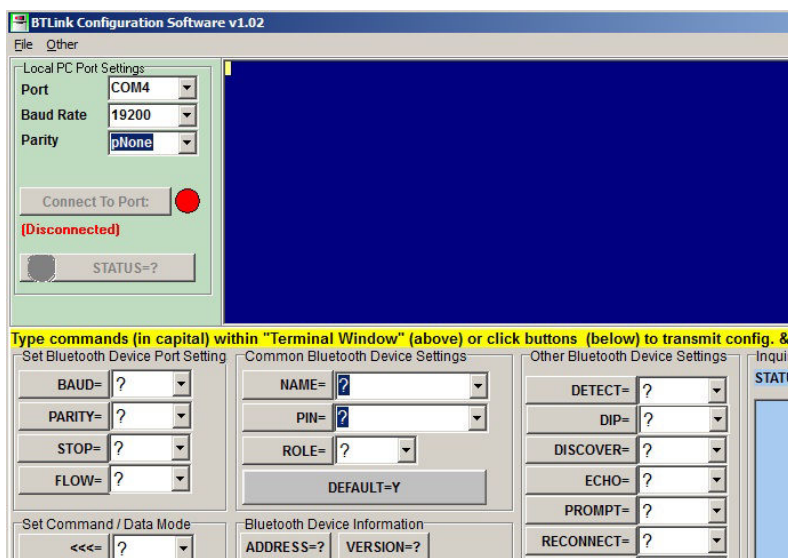 BTLink Configuration Software v1.02
File Other
Local PC Port Settings
Port COM4
Baud Rate 19200
Parity pNone
Connect To Port:
(Disconnected)
STATUS=?
Type commands (in capital) within "Terminal Window" (above) or click buttons (below) to transmit config. &
Set Bluetooth Device Port Setting
BAUD= ?
PARITY= ?
STOP= ?
FLOW= ?
Common Bluetooth Device Settings
NAME= ?
PIN= ?
ROLE= ?
DEFAULT=Y
Other Bluetooth Device Settings
DETECT= ?
DIP= ?
DISCOVER= ?
ECHO= ?
PROMPT= ?
RECONNECT= ?
Set Command / Data Mode
<<<= ?
Bluetooth Device Information
ADDRESS=? VERSION=?